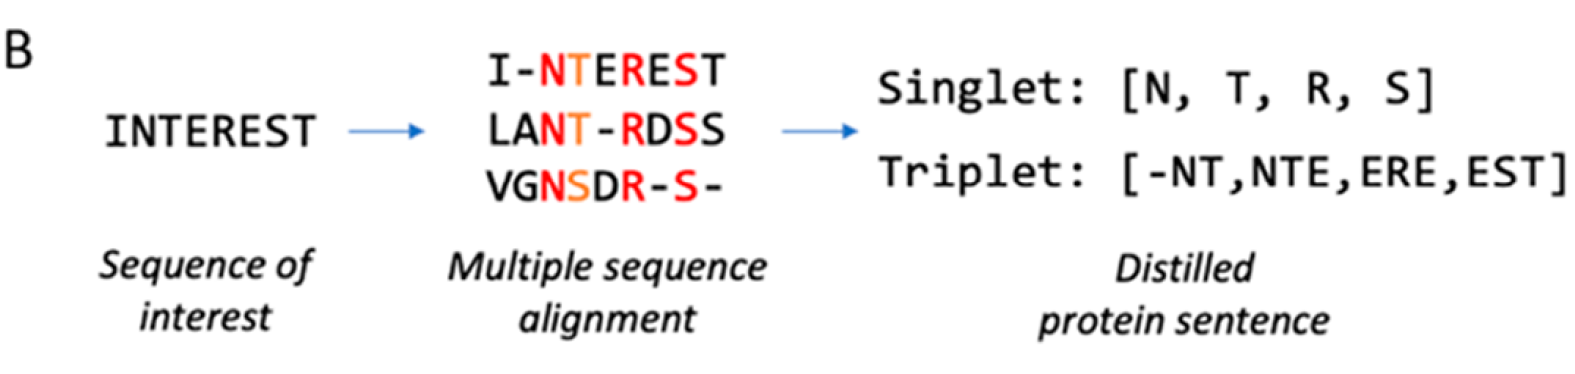 B
INTEREST
I-NTEREST
LANT-RDSS
VGNSDR-S-
Singlet: [N, T, R, S]
Triplet: [-NT,NTE,ERE,EST]
Sequence of
interest
Multiple sequence
alignment
Distilled
protein sentence